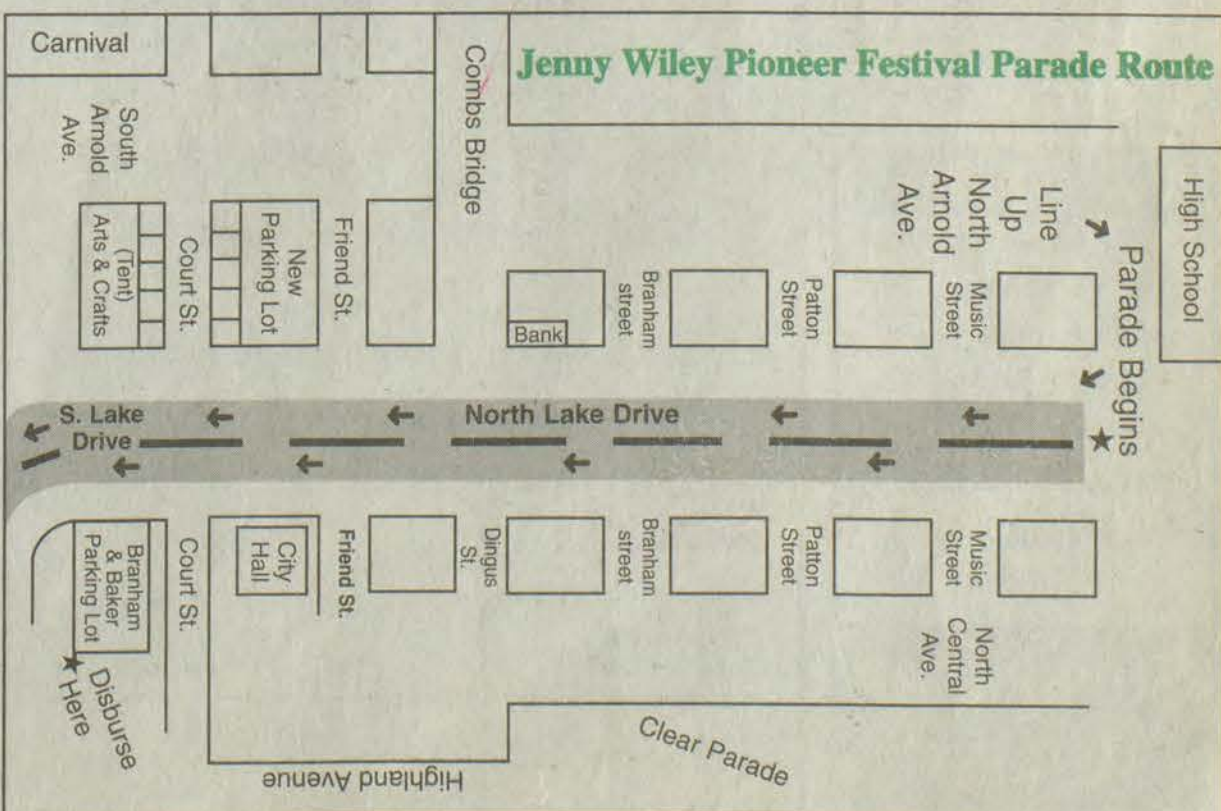 Jenny Wiley Pioneer Festival Parade Route
Carnival
Combs Bridge
High School
South
Arnold
Ave.
Line
Up
North
Arnold
Ave.
Parade Begins
(Tent)
Arts & Crafts
Court St.
New
Parking Lot
Friend St.
Bank
Branham
street
Patton
Street
Music
Street
S. Lake
Drive
North Lake Drive
Branham
& Baker
Parking Lot
Court St.
City
Hall
Friend St.
Dingus
St.
Branham
street
Patton
Street
Music
Street
North
Central
Ave.
Disburse
Here
Clear Parade
Highland Avenue